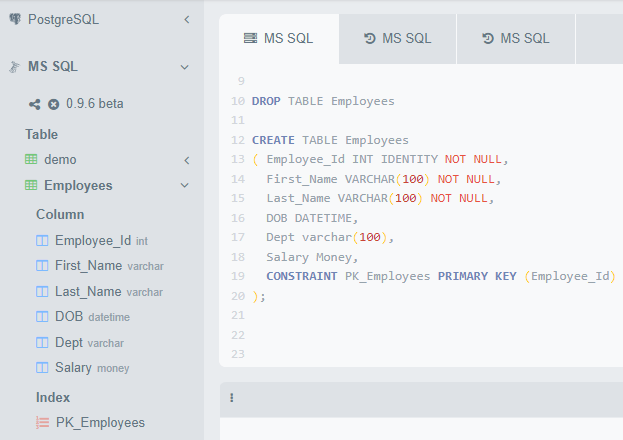 PostgreSQL
MS SQL
0.9.6 beta
Table
demo
Employees
Column
Employee_Id int
First_Name varchar
Last_Name varchar
DOB datetime
Dept varchar
Salary money
Index
PK_Employees
MS SQL MS SQL MS SQL
9
10 DROP TABLE Employees
11
12 CREATE TABLE Employees
13 ( Employee_Id INT IDENTITY NOT NULL,
14 First_Name VARCHAR(100) NOT NULL,
15 Last_Name VARCHAR(100) NOT NULL,
16 DOB DATETIME,
17 Dept varchar(100),
18 Salary Money,
19 CONSTRAINT PK_Employees PRIMARY KEY (Employee_Id)
20 );
21
22
23